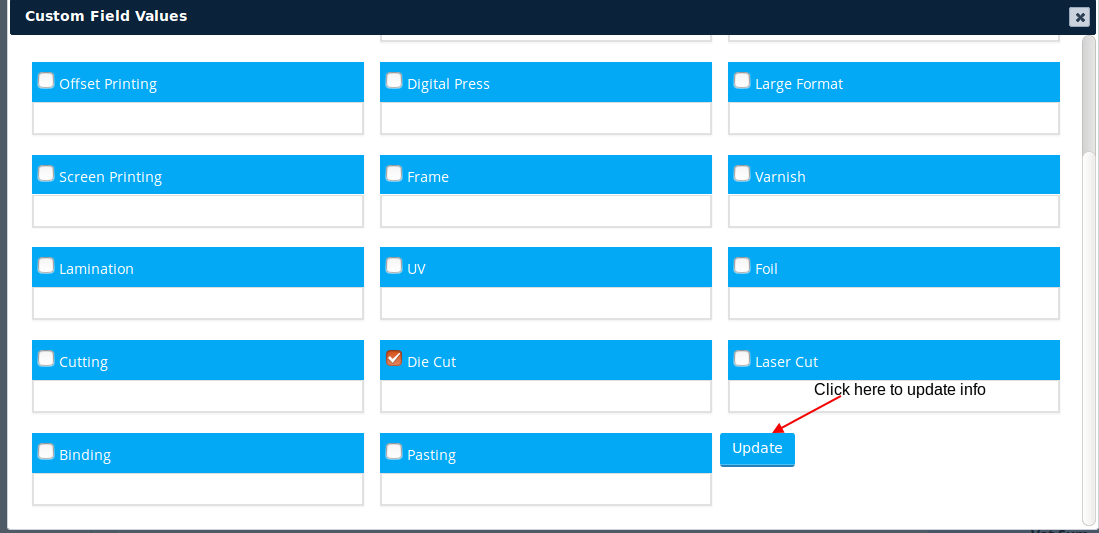 Custom Field Values
Offset Printing
Digital Press
Large Format
Screen Printing
Frame
Varnish
Lamination
UV
Foil
Cutting
Die Cut
Laser Cut
Click here to update info
Binding
Pasting
Update